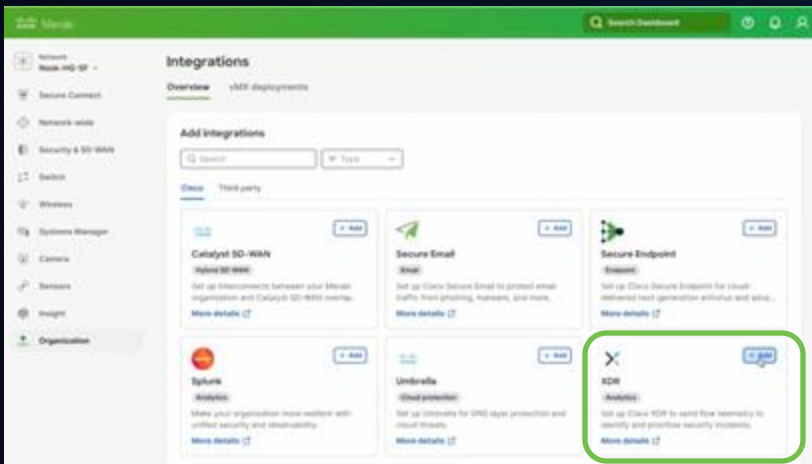 Meraki
Search Dashboard
Network
Nook-HQ-SF
Secure Connect
Network-wide
Security & SD-WAN
Switch
Wireless
Systems Manager
Camera
Sensors
Insight
Organization
Integrations
Overview
vMX deployments
Add integrations
Search
Type
Cisco
Third party
+ Add
Catalyst SD-WAN
Hybrid SD-WAN
Set up interconnects between your Meraki
organization and Catalyst SD-WAN overlay.
More details
+ Add
Secure Email
Email
Set up Cisco Secure Email to protect email
traffic from phishing, malware, and more.
More details
+ Add
Secure Endpoint
Endpoint
Set up Cisco Secure Endpoint for cloud-
delivered next generation antivirus and adva...
More details
+ Add
Splunk
Analytics
Make your organization more resilient with
unified security and observability.
More details
+ Add
Umbrella
Cloud protection
Set up Umbrella for DNS layer protection and
cloud threats.
More details
+ Add
XDR
Analytics
Set up Cisco XDR to send flow telemetry to
identify and prioritise security incidents.
More details